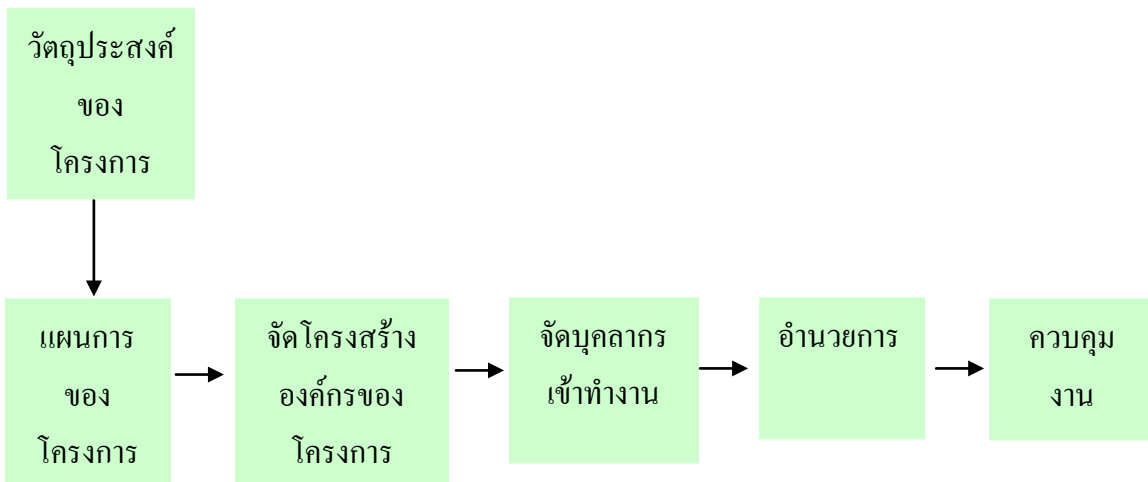 วัตถุประสงค์
ของ
โครงการ
แผนการ
ของ
โครงการ
จัดโครงสร้าง
องค์กรของ
โครงการ
จัดบุคลากร
เข้าทำงาน
อำนวยการ
ควบคุม
งาน